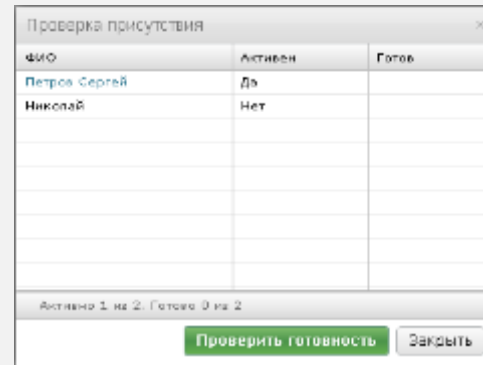 Проверка присутствия ×
ФИО Активен Готов
Петров Сергей Да
Николай Нет
Активно 1 из 2. Готово 0 из 2
Проверить готовность Закрыть